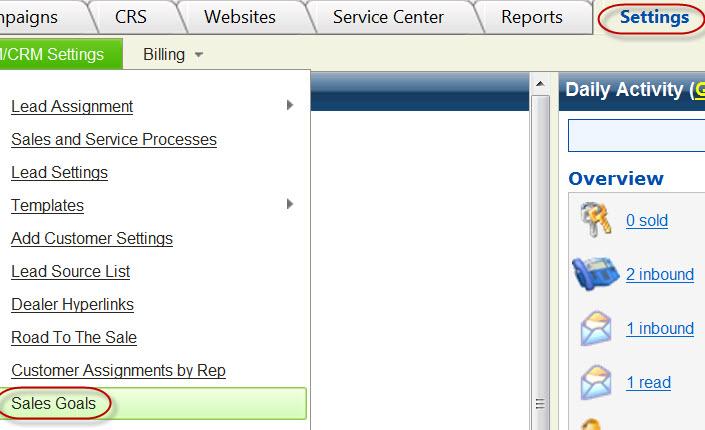 mpaigns CRS Websites Service Center Reports Settings
M/CRM Settings Billing
Lead Assignment
Sales and Service Processes
Lead Settings
Templates
Add Customer Settings
Lead Source List
Dealer Hyperlinks
Road To The Sale
Customer Assignments by Rep
Sales Goals
Daily Activity (G
Overview
0 sold
2 inbound
1 inbound
1 read